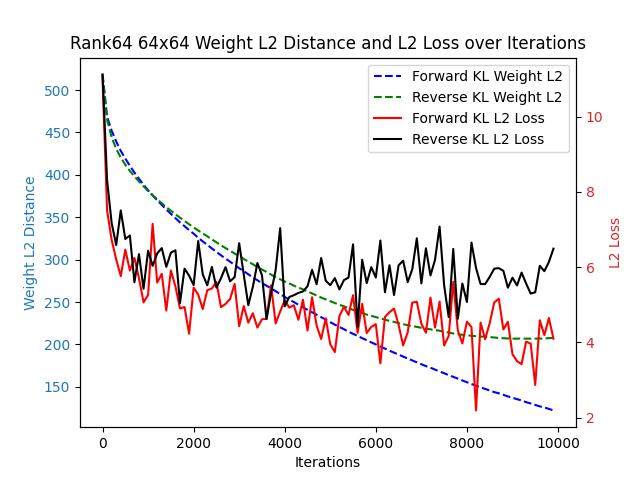 Rank64 64x64 Weight L2 Distance and L2 Loss over Iterations
Forward KL Weight L2
Reverse KL Weight L2
Forward KL L2 Loss
Reverse KL L2 Loss
Weight L2 Distance
500
450
400
350
300
250
200
150
L2 Loss
10
8
6
4
2
0
2000
4000
6000
8000
10000
Iterations